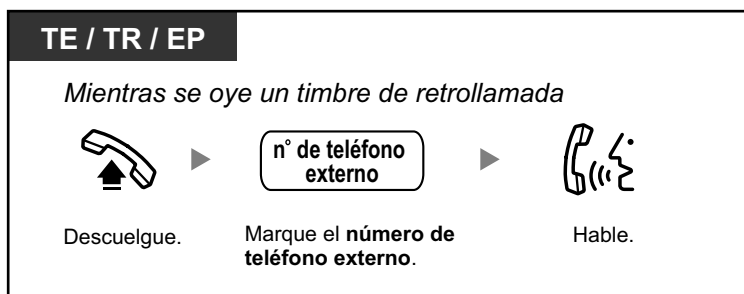 TE / TR / EP
Mientras se oye un timbre de retrollamada
n° de teléfono
externo
Descuelgue.
Marque el número de
teléfono externo.
Hable.